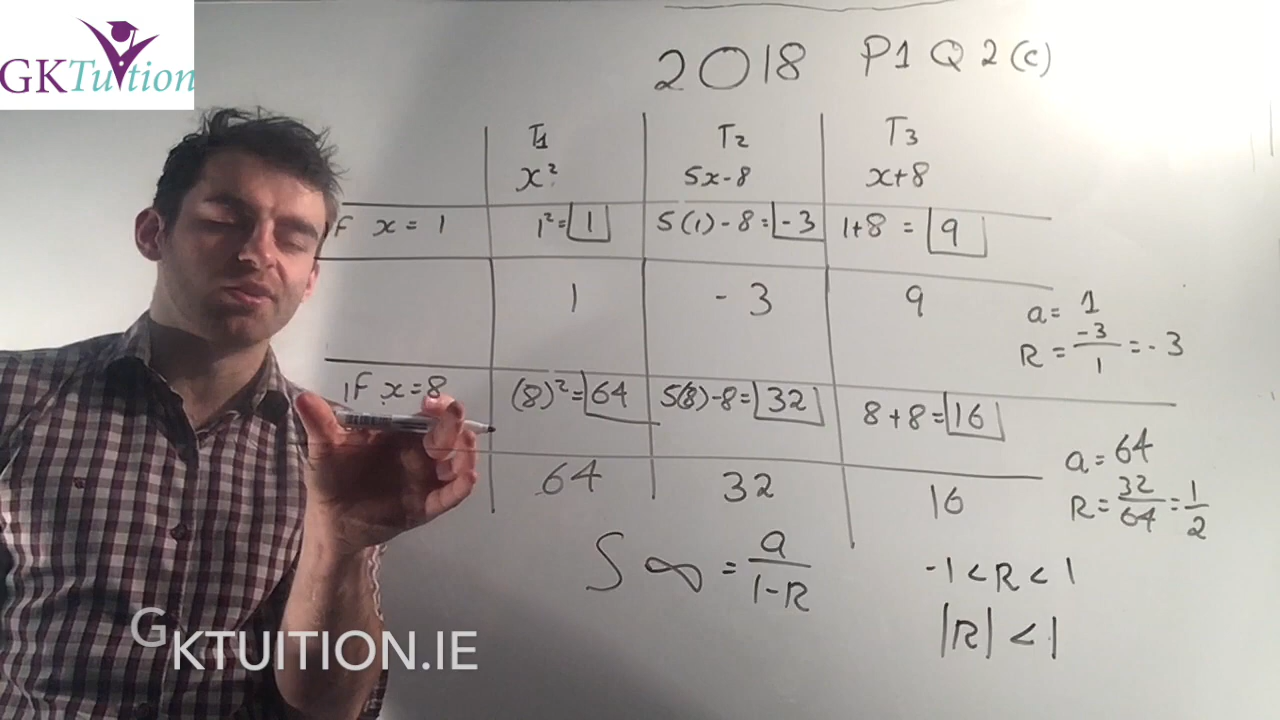 GKTuition
2018 P1 Q2(c)
T1 T2 T3
x² 5x-8 x+8
IF x = 1 1²= 1 5(1)-8= -3 1+8 = 9
1 -3 9
a= 1
R = -3/1 = -3
IF x=8 (8)²= 64 5(8)-8= 32 8+8= 16
64 32 16
a= 64
R= 32/64 = 1/2
S∞ = a/1-R
-1<R<1
|R|<1
GKTUITION.IE